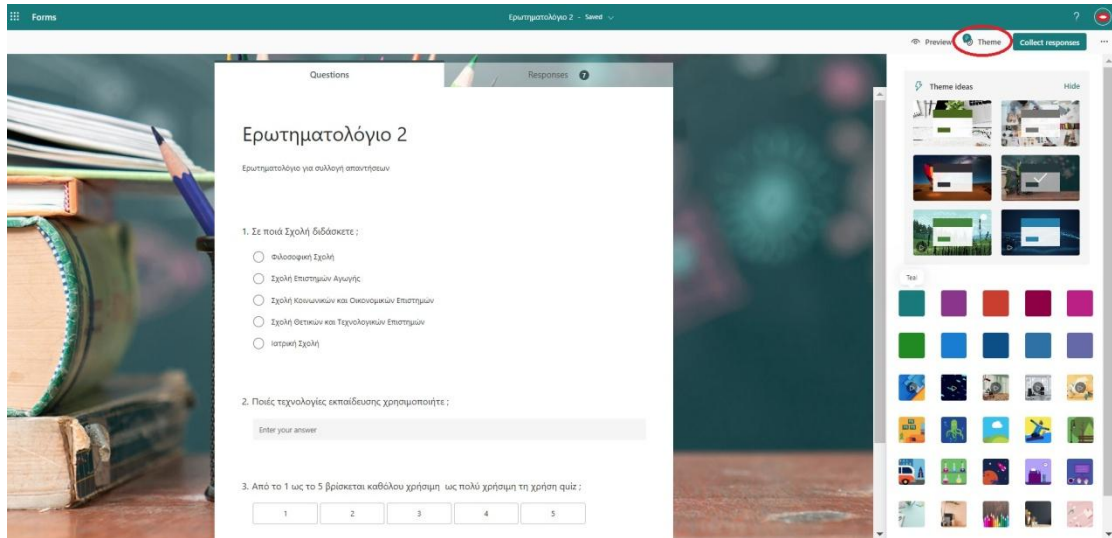 Forms
Ερωτηματολόγιο 2 - Saved
?
Preview
Theme
Collect responses
...
Questions
Responses 7
Ερωτηματολόγιο 2
Ερωτηματολόγιο για συλλογή απαντήσεων
1. Σε ποιά Σχολή διδάσκετε ;
Φιλοσοφική Σχολή
Σχολή Επιστημών Αγωγής
Σχολή Κοινωνικών και Οικονομικών Επιστημών
Σχολή Θετικών και Τεχνολογικών Επιστημών
Ιατρική Σχολή
2. Ποιές τεχνολογίες εκπαίδευσης χρησιμοποιήτε ;
Enter your answer
3. Από το 1 ως το 5 βρίσκεται καθόλου χρήσιμη ως πολύ χρήσιμη τη χρήση quiz ;
1 2 3 4 5
Theme ideas
Hide
Teal